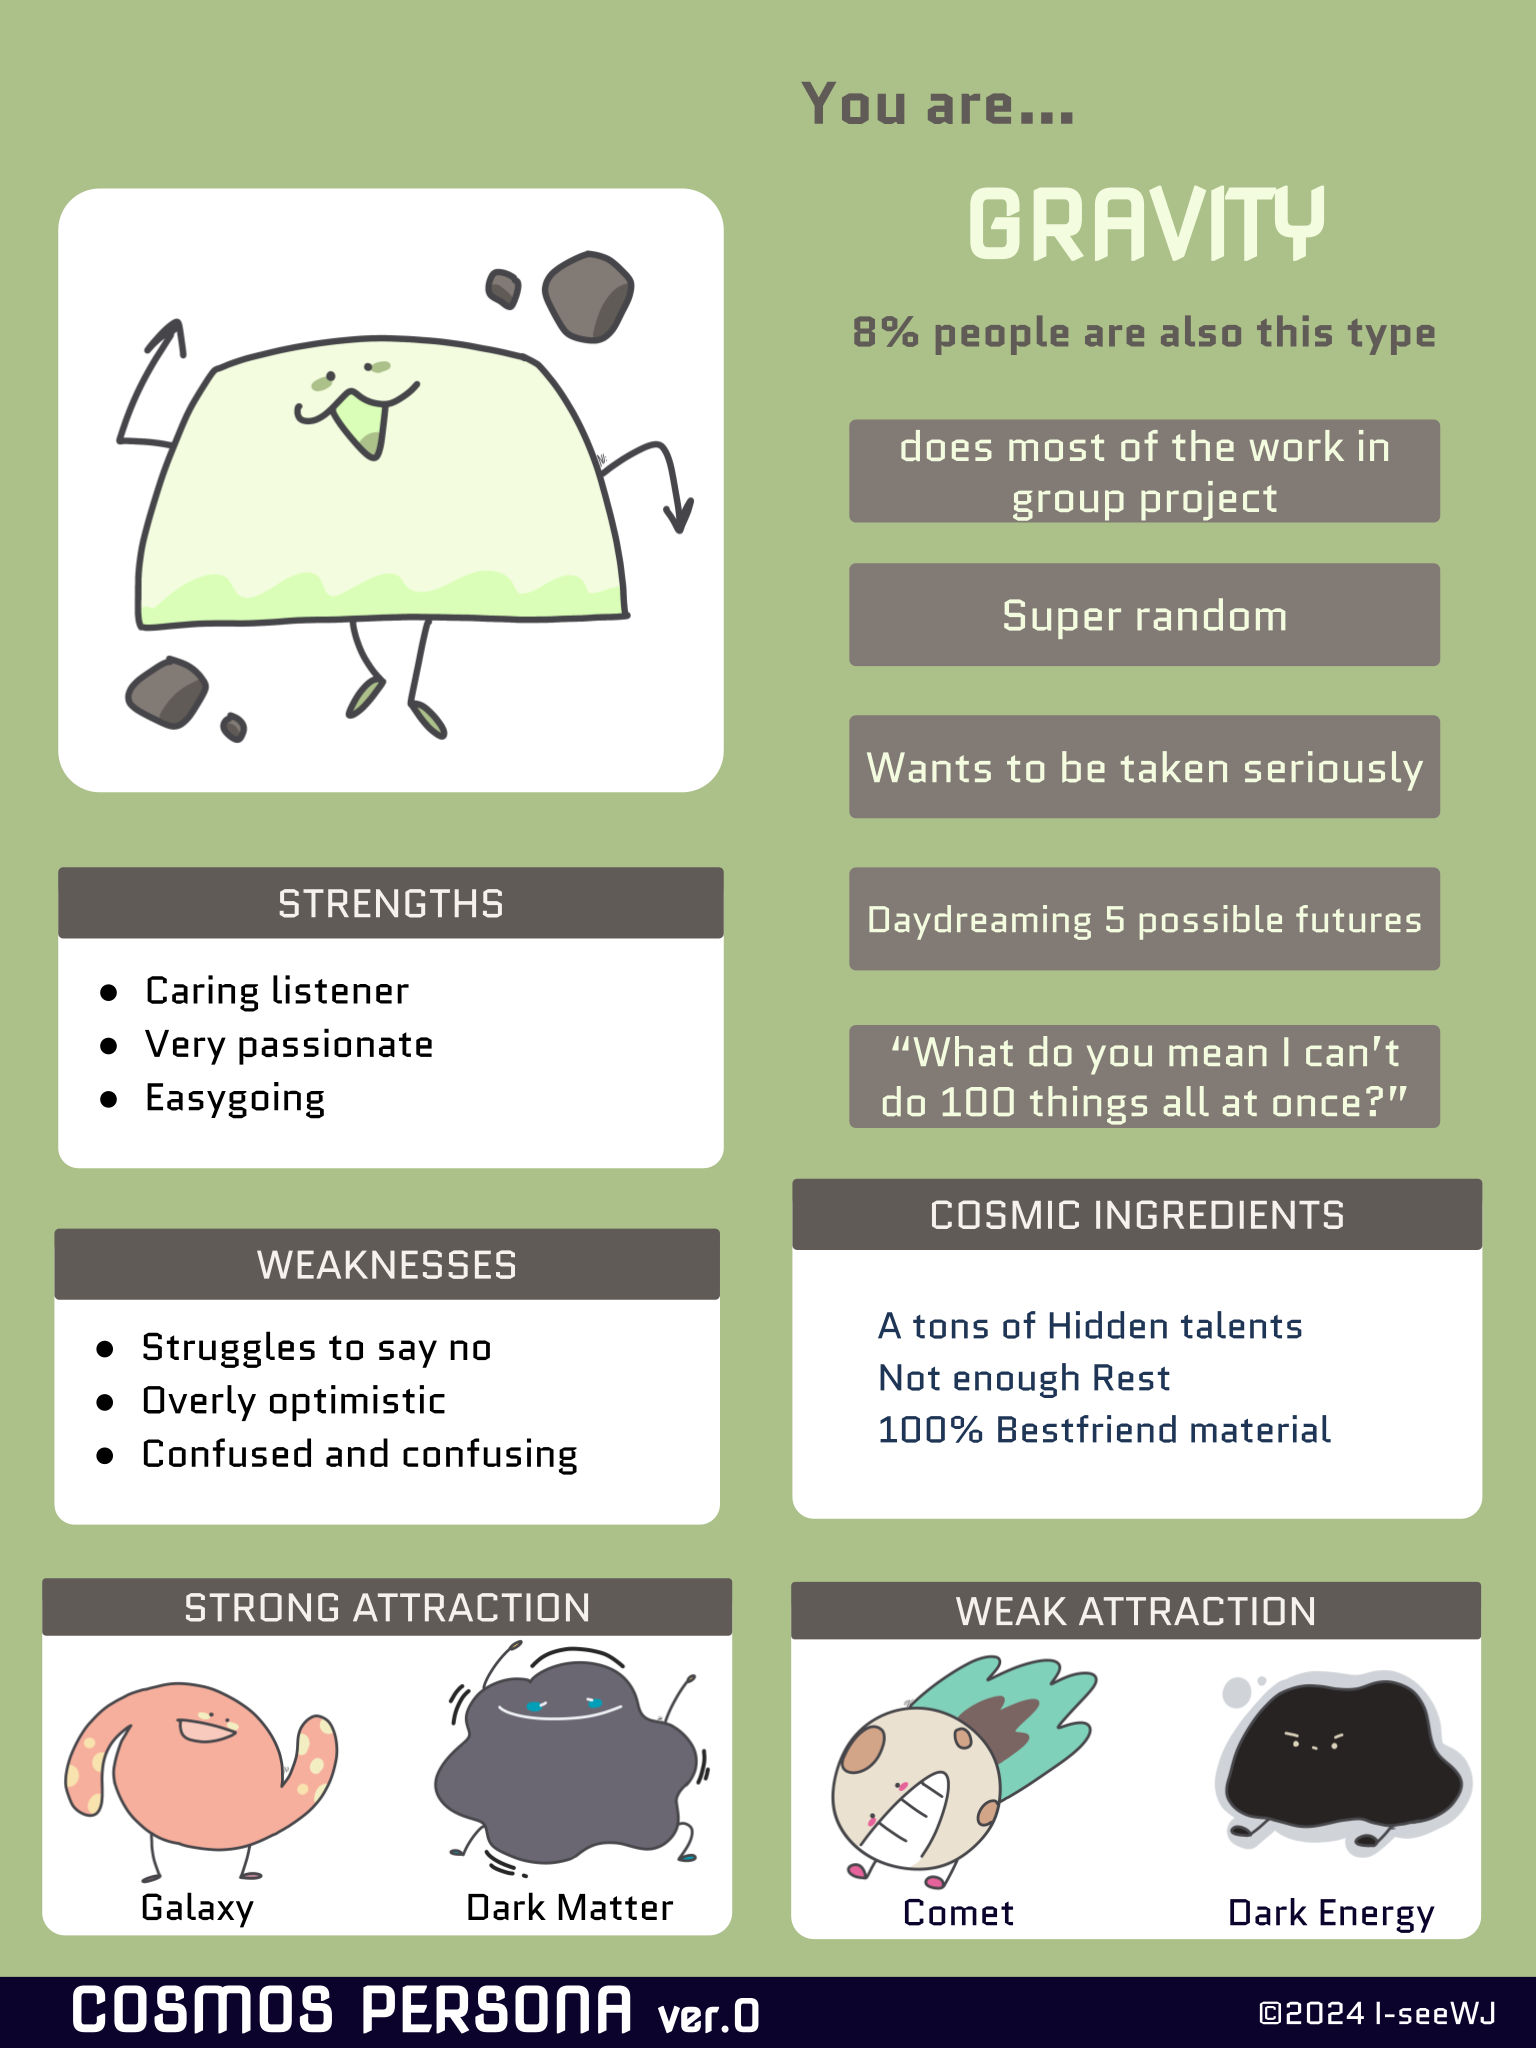 You are...
GRAVITY
8% people are also this type
does most of the work in
group project
Super random
Wants to be taken seriously
Daydreaming 5 possible futures
“What do you mean I can’t
do 100 things all at once?”
STRENGTHS
● Caring listener
● Very passionate
● Easygoing
WEAKNESSES
● Struggles to say no
● Overly optimistic
● Confused and confusing
COSMIC INGREDIENTS
A tons of Hidden talents
Not enough Rest
100% Bestfriend material
STRONG ATTRACTION
Galaxy
Dark Matter
WEAK ATTRACTION
Comet
Dark Energy
COSMOS PERSONA ver.0
©2024 I-seeWJ